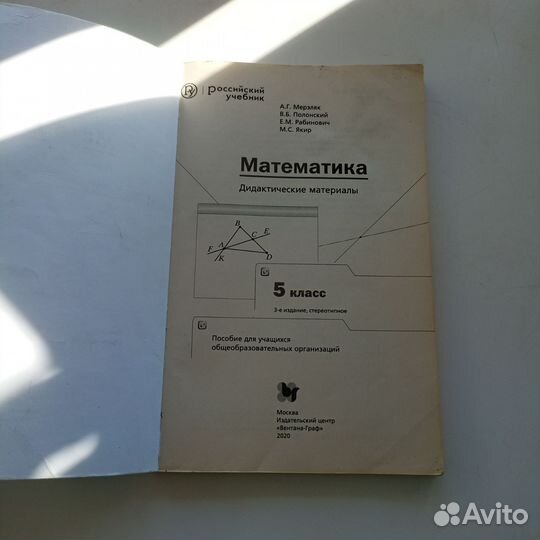 российский
учебник
А.Г. Мерзляк
В.Б. Полонский
Е.М. Рабинович
М.С. Якир
Математика
Дидактические материалы
B
C
E
F
A
K
D
5 класс
3-е издание, стереотипное
Пособие для учащихся
общеобразовательных организаций
Москва
Издательский центр
«Вентана-Граф»
2020
Avito